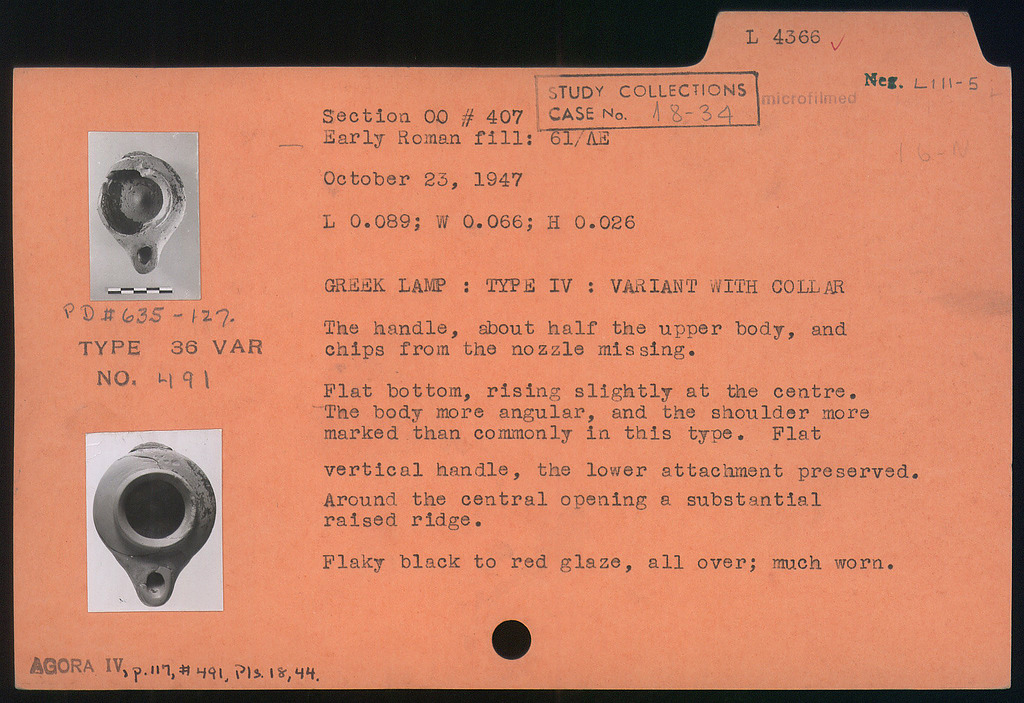 L 4366 ✓
Neg. LIII-5
microfilmed
STUDY COLLECTIONS
CASE No. 18-34
Section OO # 407
Early Roman fill: 61/ΛE
16-N
October 23, 1947
L 0.089; W 0.066; H 0.026
GREEK LAMP : TYPE IV : VARIANT WITH COLLAR
The handle, about half the upper body, and
chips from the nozzle missing.
Flat bottom, rising slightly at the centre.
The body more angular, and the shoulder more
marked than commonly in this type. Flat
vertical handle, the lower attachment preserved.
Around the central opening a substantial
raised ridge.
Flaky black to red glaze, all over; much worn.
PD#635-127.
TYPE 36 VAR
NO. 491
AGORA IV, p.117, #491, Pls. 18, 44.